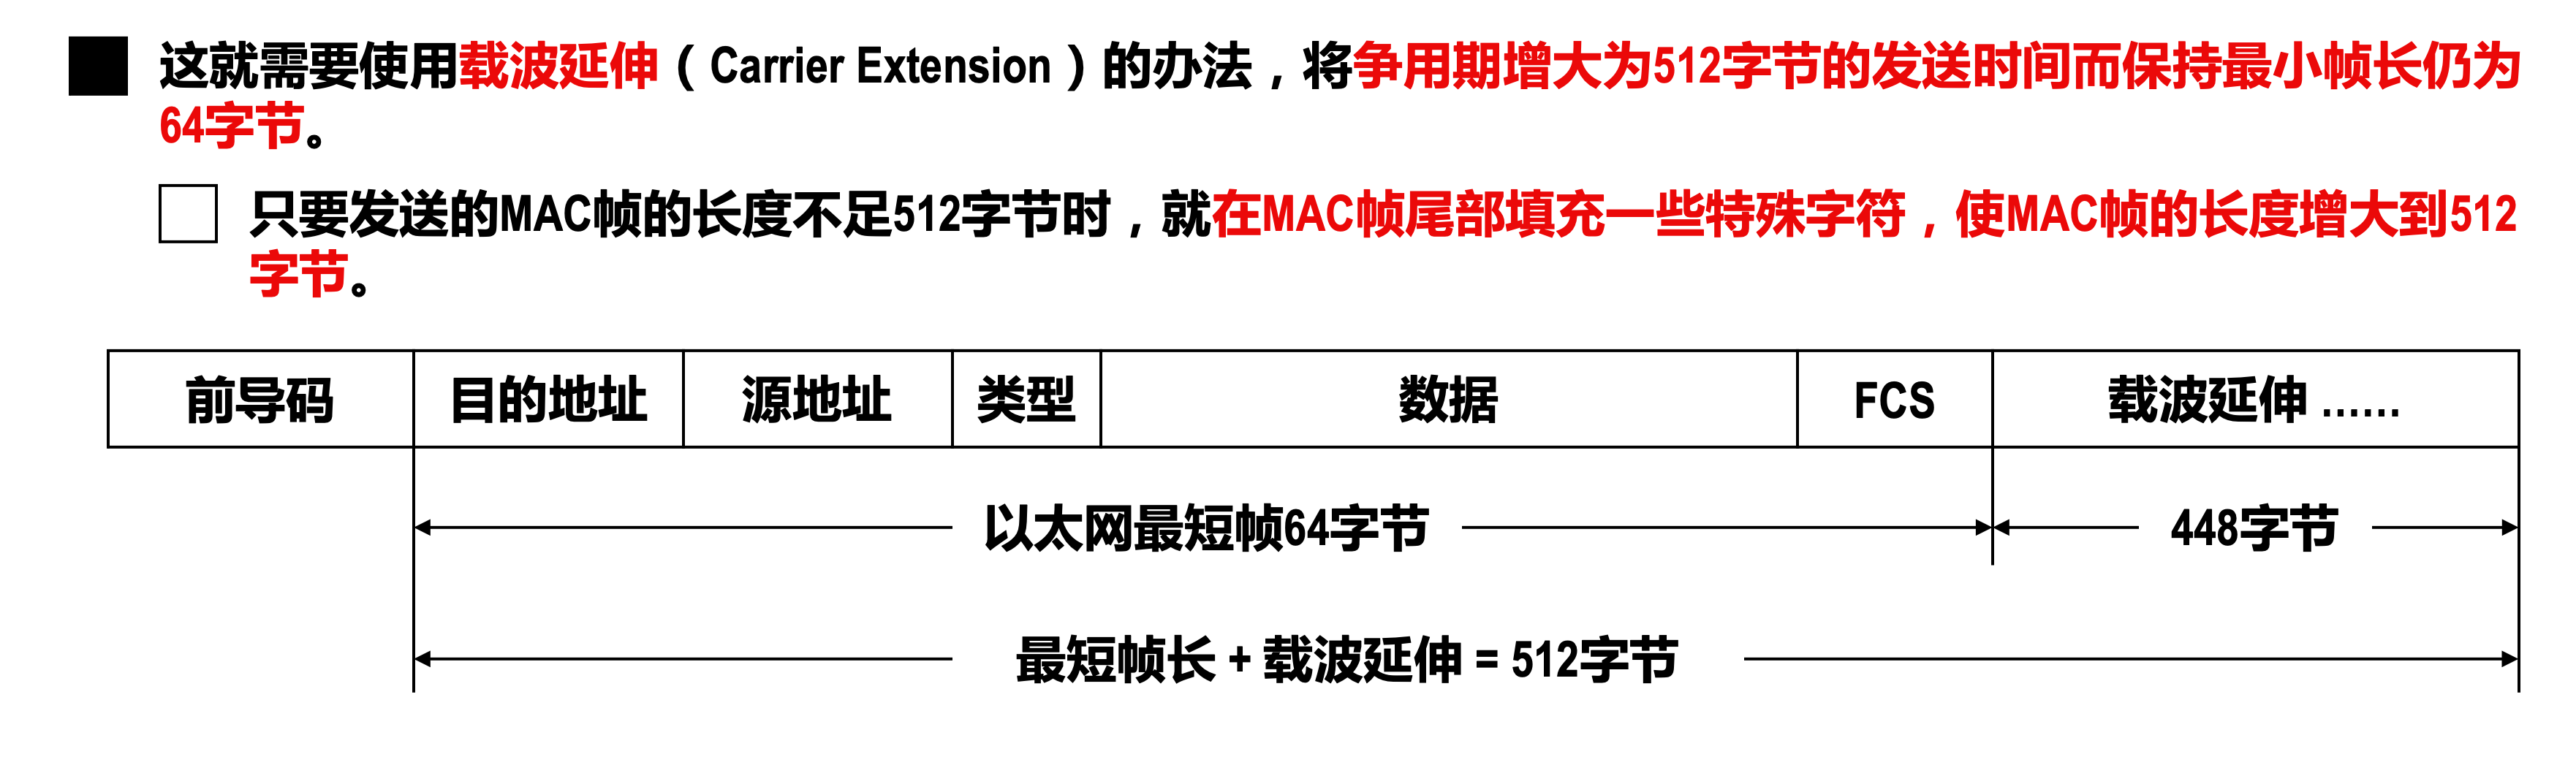 这就需要使用载波延伸（Carrier Extension）的办法，将争用期增大为512字节的发送时间而保持最小帧长仍为
64字节。
只要发送的MAC帧的长度不足512字节时，就在MAC帧尾部填充一些特殊字符，使MAC帧的长度增大到512
字节。
前导码 目的地址 源地址 类型 数据 FCS 载波延伸 ......
以太网最短帧64字节 448字节
最短帧长 + 载波延伸 = 512字节